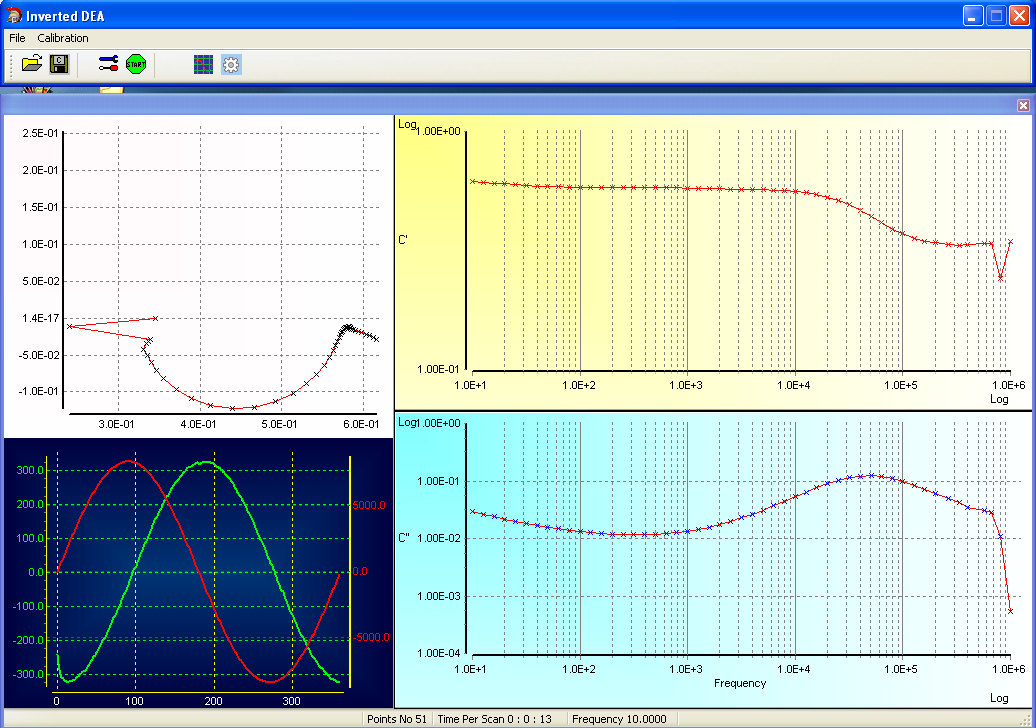 Inverted DEA
File Calibration
C START
2.5E-01
2.0E-01
1.5E-01
1.0E-01
5.0E-02
1.4E-17
-5.0E-02
-1.0E-01
3.0E-01 4.0E-01 5.0E-01 6.0E-01
Log
1.00E+00
C'
1.00E-01
1.0E+1 1.0E+2 1.0E+3 1.0E+4 1.0E+5 1.0E+6
Log
300.0
200.0
100.0
0.0
-100.0
-200.0
-300.0
5000.0
0.0
-5000.0
0 100 200 300
Log
1.00E+00
1.00E-01
C"
1.00E-02
1.00E-03
1.00E-04
1.0E+1 1.0E+2 1.0E+3 1.0E+4 1.0E+5 1.0E+6
Frequency
Log
Points No 51 Time Per Scan 0 : 0 : 13 Frequency 10.0000